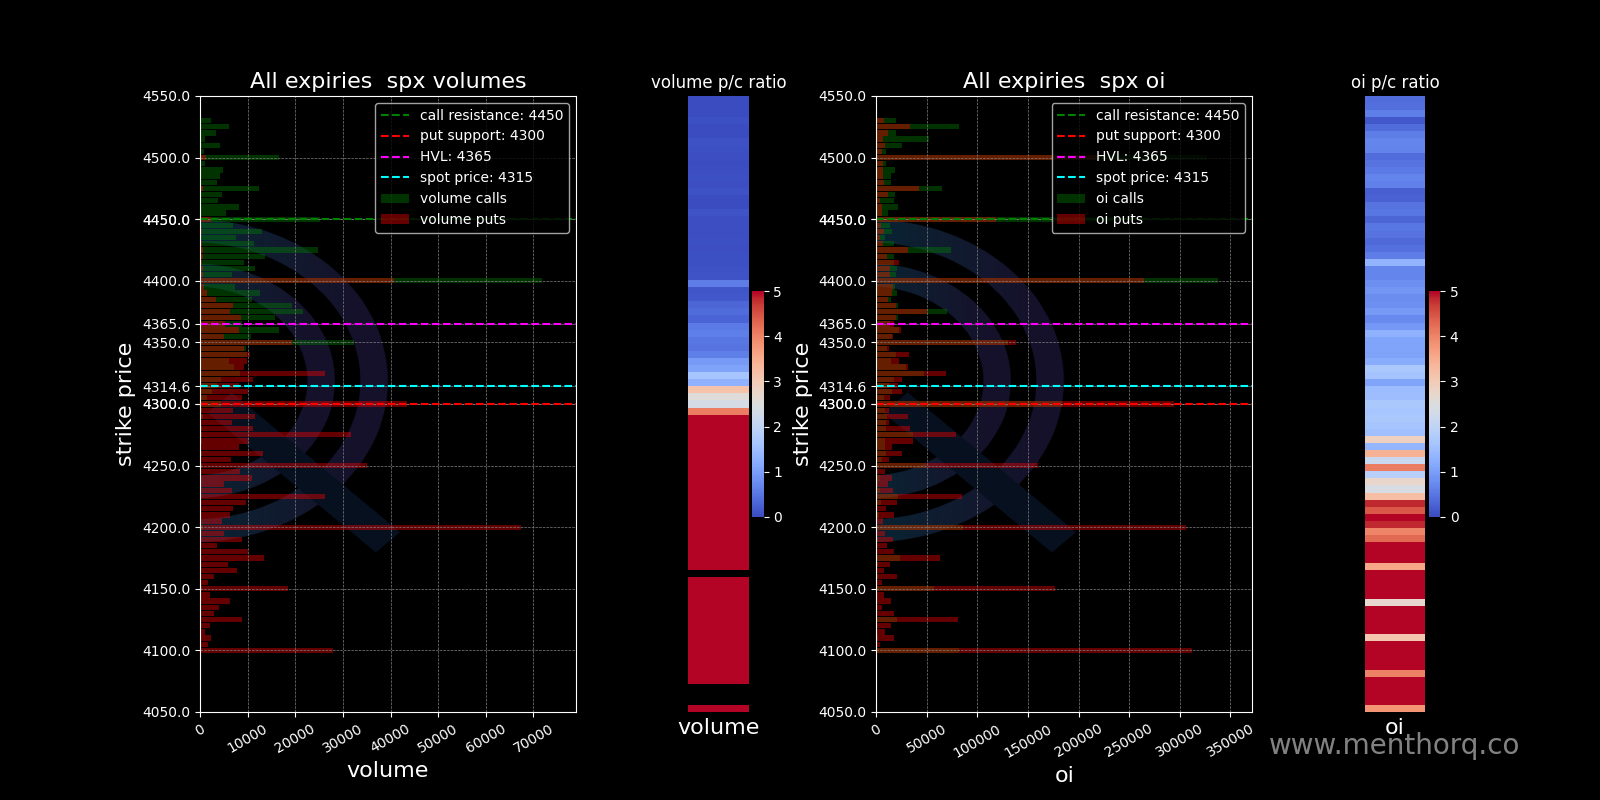 All expiries  spx volumes
4550.0
4500.0
4450.0
4400.0
4365.0
4350.0
4314.6
4300.0
4250.0
4200.0
4150.0
4100.0
4050.0
strike price
call resistance: 4450
put support: 4300
HVL: 4365
spot price: 4315
volume calls
volume puts
0
10000
20000
30000
40000
50000
60000
70000
volume
volume p/c ratio
5
4
3
2
1
0
volume
All expiries  spx oi
4550.0
4500.0
4450.0
4400.0
4365.0
4350.0
4314.6
4300.0
4250.0
4200.0
4150.0
4100.0
4050.0
strike price
call resistance: 4450
put support: 4300
HVL: 4365
spot price: 4315
oi calls
oi puts
0
50000
100000
150000
200000
250000
300000
350000
oi
oi p/c ratio
5
4
3
2
1
0
oi
www.menthorq.co